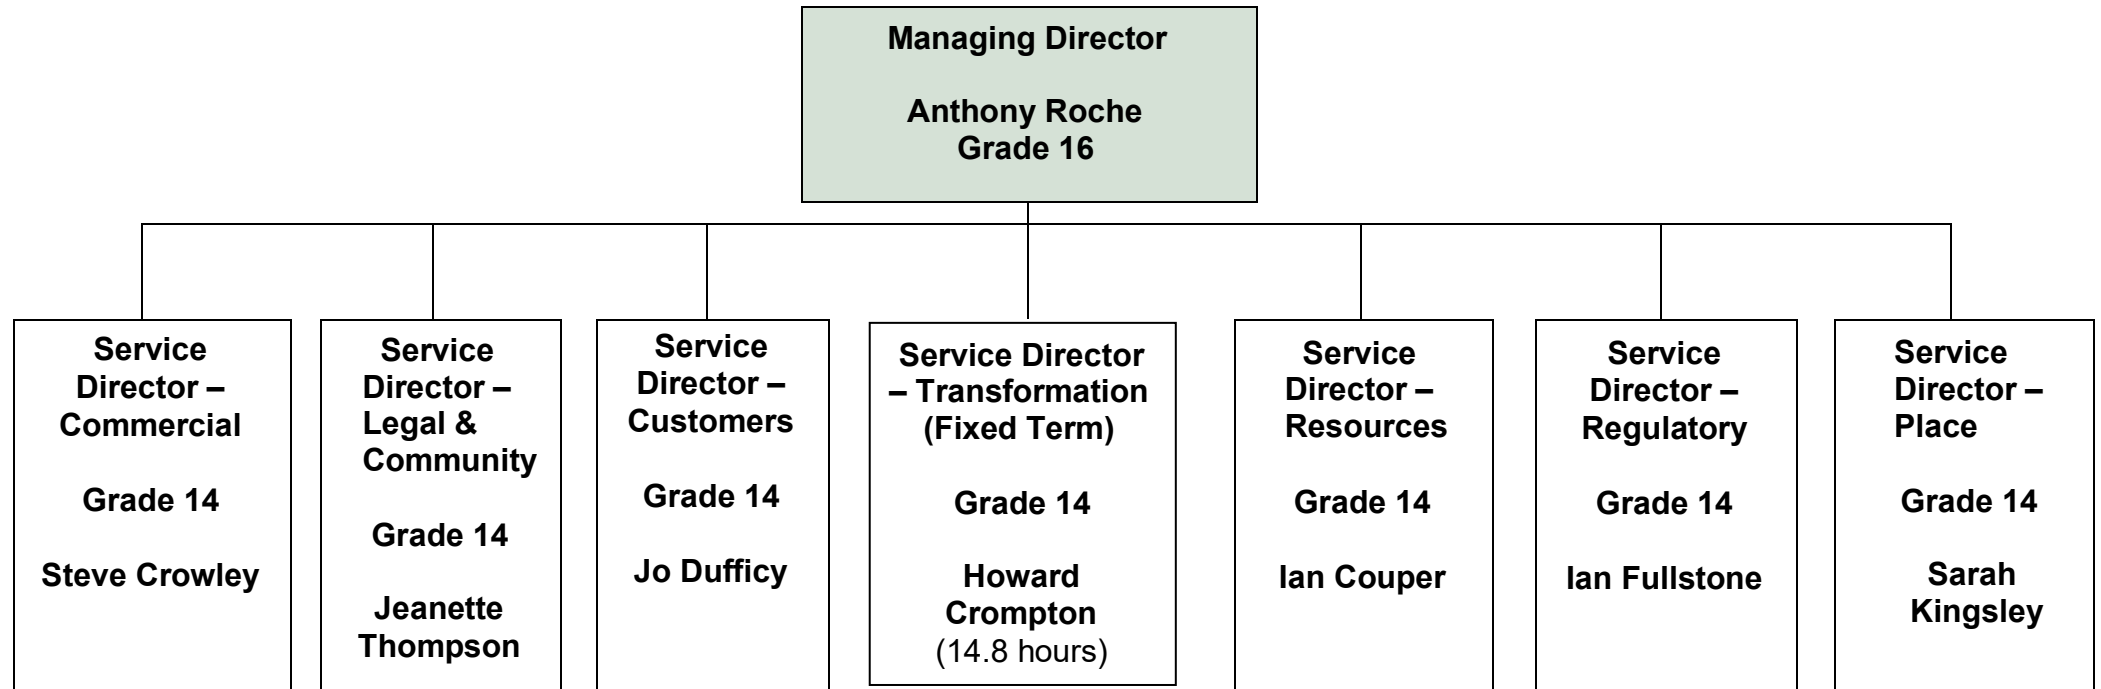 Managing Director
Anthony Roche
Grade 16
Service
Director –
Commercial
Grade 14
Steve Crowley
Service
Director –
Legal &
Community
Grade 14
Jeanette
Thompson
Service
Director –
Customers
Grade 14
Jo Dufficy
Service Director
– Transformation
(Fixed Term)
Grade 14
Howard
Crompton
(14.8 hours)
Service
Director –
Resources
Grade 14
Ian Couper
Service
Director –
Regulatory
Grade 14
Ian Fullstone
Service
Director –
Place
Grade 14
Sarah
Kingsley